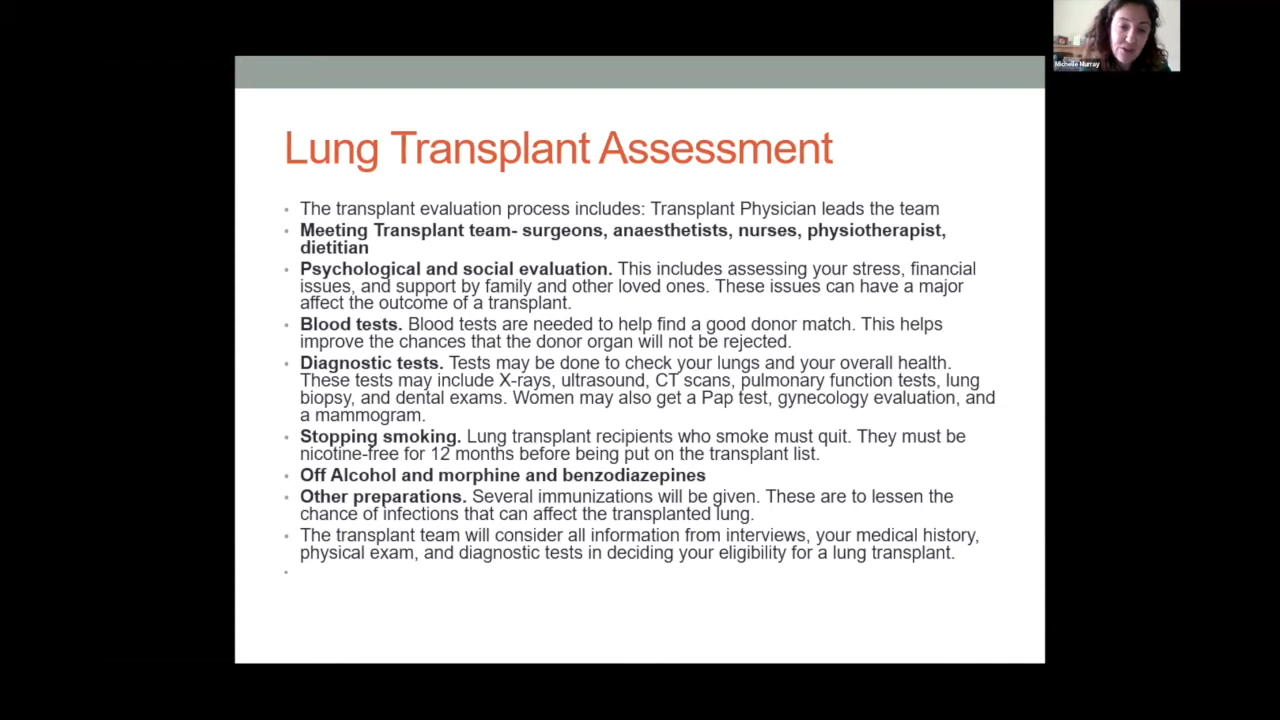 Michelle Murray
Lung Transplant Assessment
• The transplant evaluation process includes: Transplant Physician leads the team
• Meeting Transplant team- surgeons, anaesthetists, nurses, physiotherapist,
dietitian
• Psychological and social evaluation. This includes assessing your stress, financial
issues, and support by family and other loved ones. These issues can have a major
affect the outcome of a transplant.
• Blood tests. Blood tests are needed to help find a good donor match. This helps
improve the chances that the donor organ will not be rejected.
• Diagnostic tests. Tests may be done to check your lungs and your overall health.
These tests may include X-rays, ultrasound, CT scans, pulmonary function tests, lung
biopsy, and dental exams. Women may also get a Pap test, gynecology evaluation, and
a mammogram.
• Stopping smoking. Lung transplant recipients who smoke must quit. They must be
nicotine-free for 12 months before being put on the transplant list.
• Off Alcohol and morphine and benzodiazepines
• Other preparations. Several immunizations will be given. These are to lessen the
chance of infections that can affect the transplanted lung.
• The transplant team will consider all information from interviews, your medical history,
physical exam, and diagnostic tests in deciding your eligibility for a lung transplant.
•